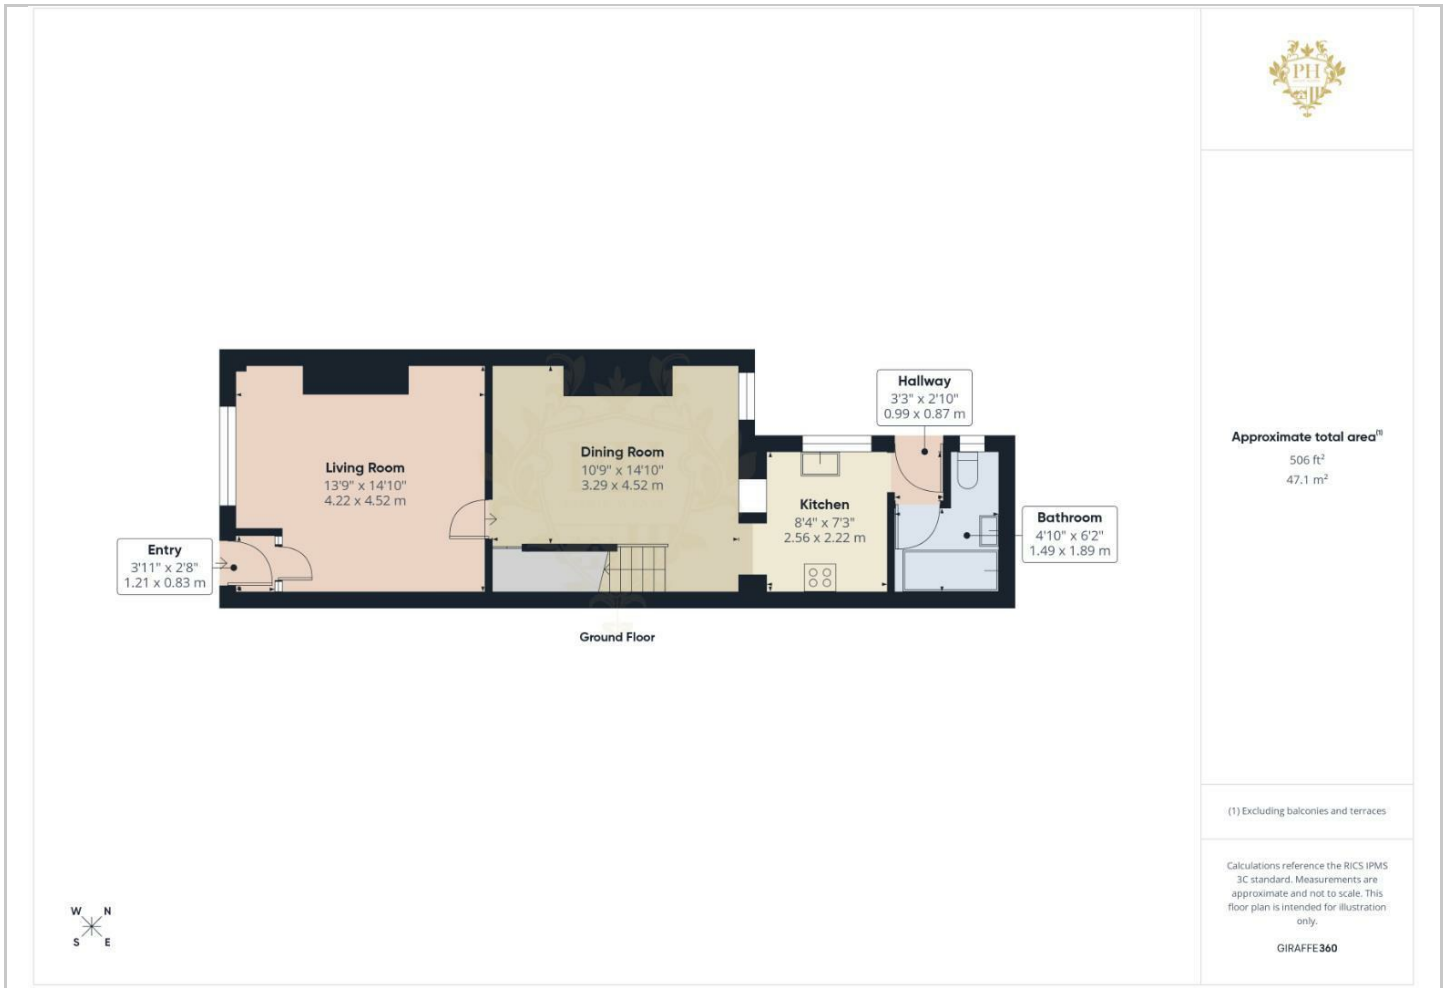 PH
Hallway
3'3" x 2'10"
0.99 x 0.87 m
Living Room
13'9" x 14'10"
4.22 x 4.52 m
Dining Room
10'9" x 14'10"
3.29 x 4.52 m
Kitchen
8'4" x 7'3"
2.56 x 2.22 m
Bathroom
4'10" x 6'2"
1.49 x 1.89 m
Entry
3'11" x 2'8"
1.21 x 0.83 m
Ground Floor
W N
S E
Approximate total area(1)
506 ft²
47.1 m²
(1) Excluding balconies and terraces
Calculations reference the RICS IPMS
3C standard. Measurements are
approximate and not to scale. This
floor plan is intended for illustration
only.
GIRAFFE360